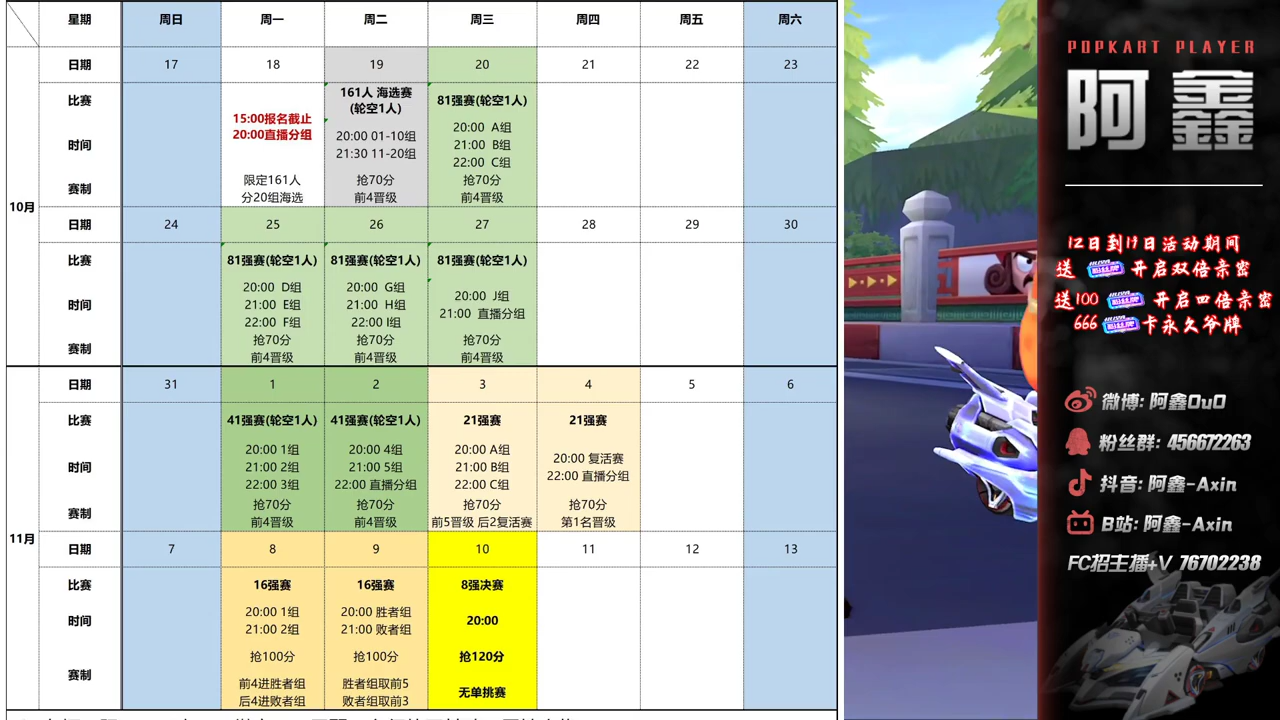 星期 周日 周一 周二 周三 周四 周五 周六
10月
日期 17 18 19 20 21 22 23
比赛
时间
赛制
15:00报名截止
20:00直播分组
限定161人
分20组海选
161人 海选赛
(轮空1人)
20:00 01-10组
21:30 11-20组
抢70分
前4晋级
81强赛(轮空1人)
20:00 A组
21:00 B组
22:00 C组
抢70分
前4晋级
日期 24 25 26 27 28 29 30
比赛
时间
赛制
81强赛(轮空1人)
20:00 D组
21:00 E组
22:00 F组
抢70分
前4晋级
81强赛(轮空1人)
20:00 G组
21:00 H组
22:00 I组
抢70分
前4晋级
81强赛(轮空1人)
20:00 J组
21:00 直播分组
抢70分
前4晋级
11月
日期 31 1 2 3 4 5 6
比赛
时间
赛制
41强赛(轮空1人)
20:00 1组
21:00 2组
22:00 3组
抢70分
前4晋级
41强赛(轮空1人)
20:00 4组
21:00 5组
22:00 直播分组
抢70分
前4晋级
21强赛
20:00 A组
21:00 B组
22:00 C组
抢70分
前5晋级 后2复活赛
21强赛
20:00 复活赛
22:00 直播分组
抢70分
第1名晋级
日期 7 8 9 10 11 12 13
比赛
时间
赛制
16强赛
20:00 1组
21:00 2组
抢100分
前4进胜者组
后4进败者组
16强赛
20:00 胜者组
21:00 败者组
抢100分
胜者组取前5
败者组取前3
8强决赛
20:00
抢120分
无单挑赛
POPKART PLAYER
阿鑫
12日到19日活动期间
送 粉丝牌 开启双倍亲密
送100 粉丝牌 开启四倍亲密
666 粉丝牌 卡永久爷牌
微博: 阿鑫OuO
粉丝群: 456672263
抖音: 阿鑫-Axin
B站: 阿鑫-Axin
FC招主播+V 76702238